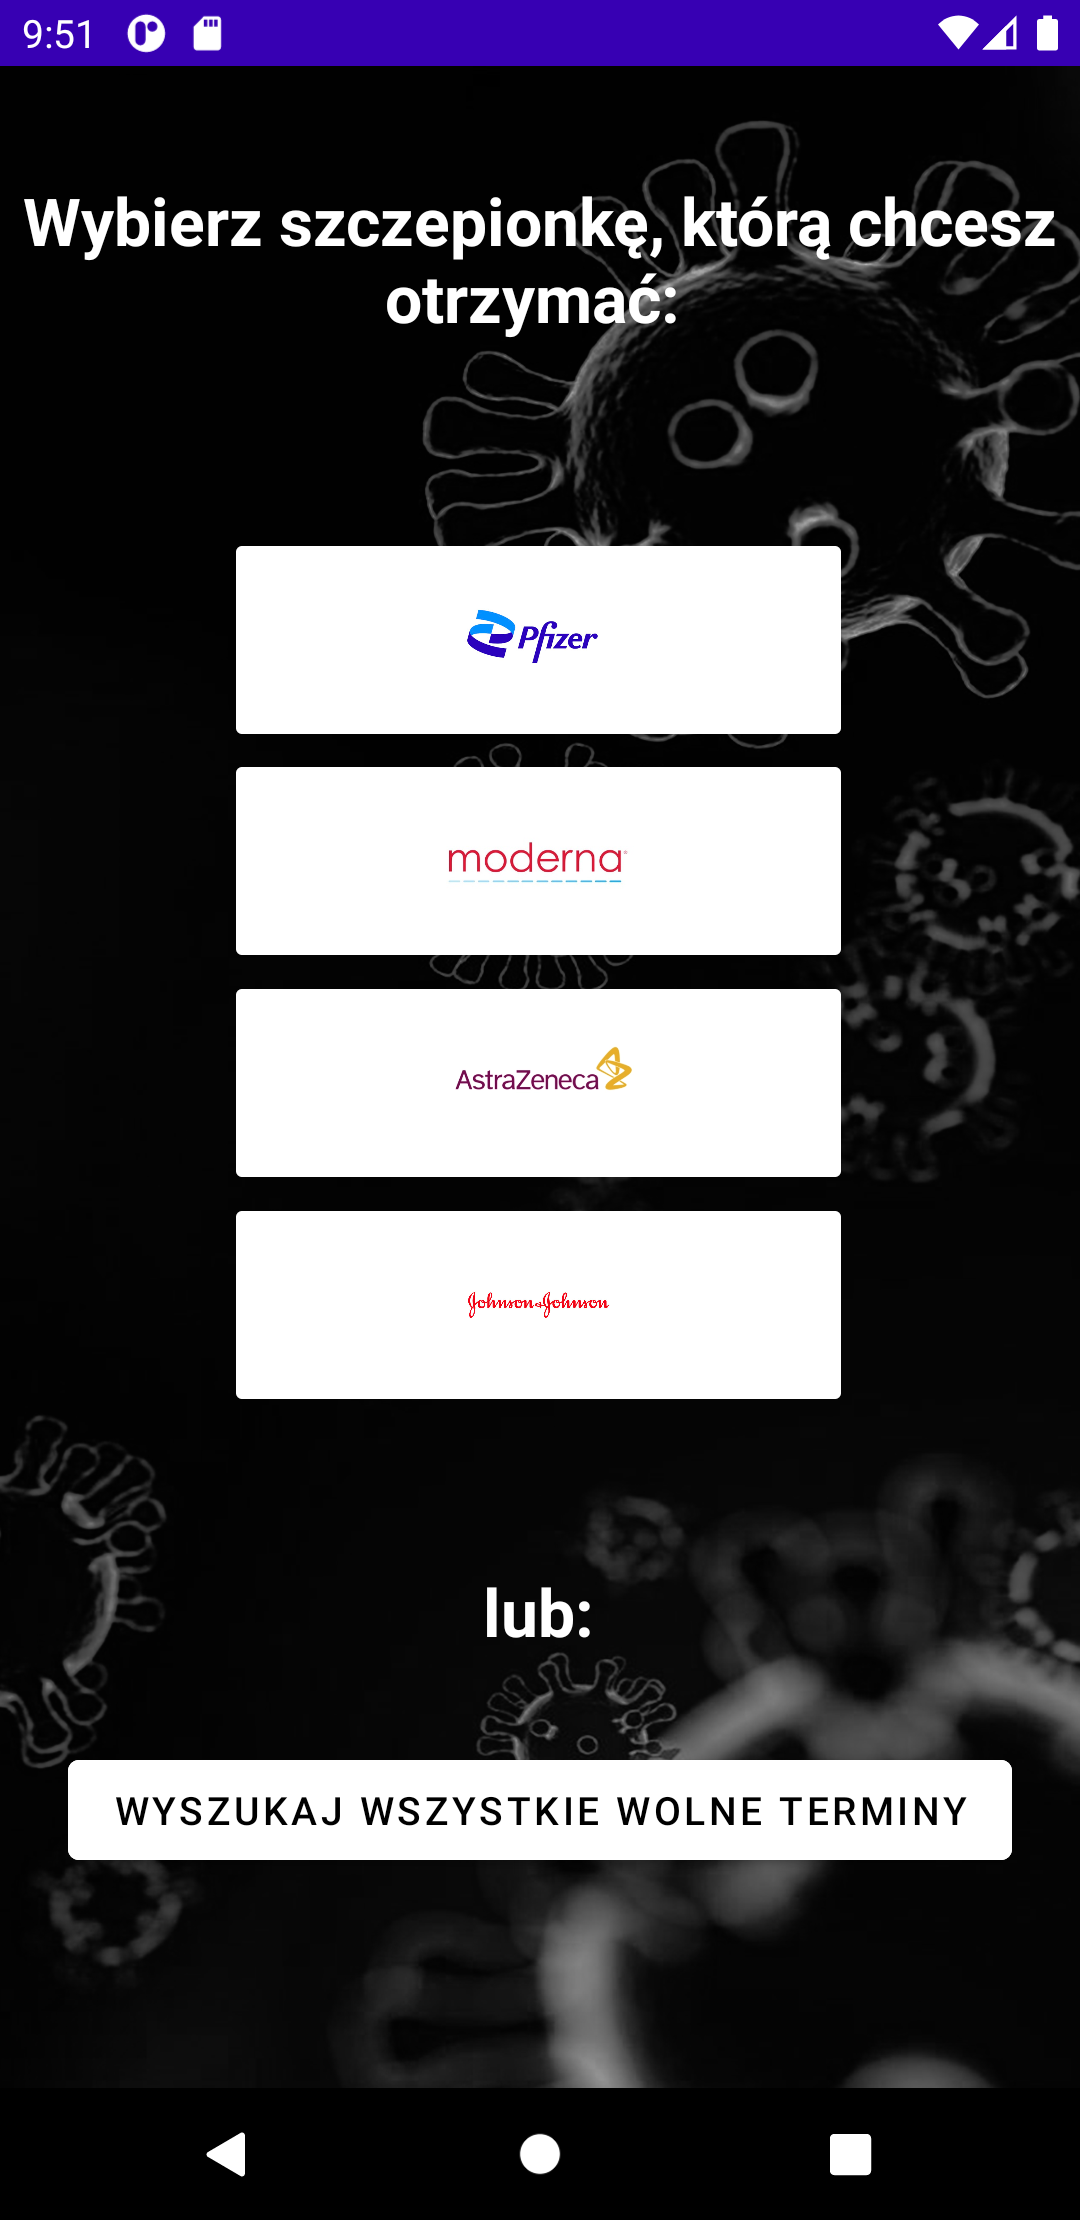 9:51
Wybierz szczepionkę, którą chcesz
otrzymać:
Pfizer
moderna
AstraZeneca
Johnson&Johnson
lub:
WYSZUKAJ WSZYSTKIE WOLNE TERMINY